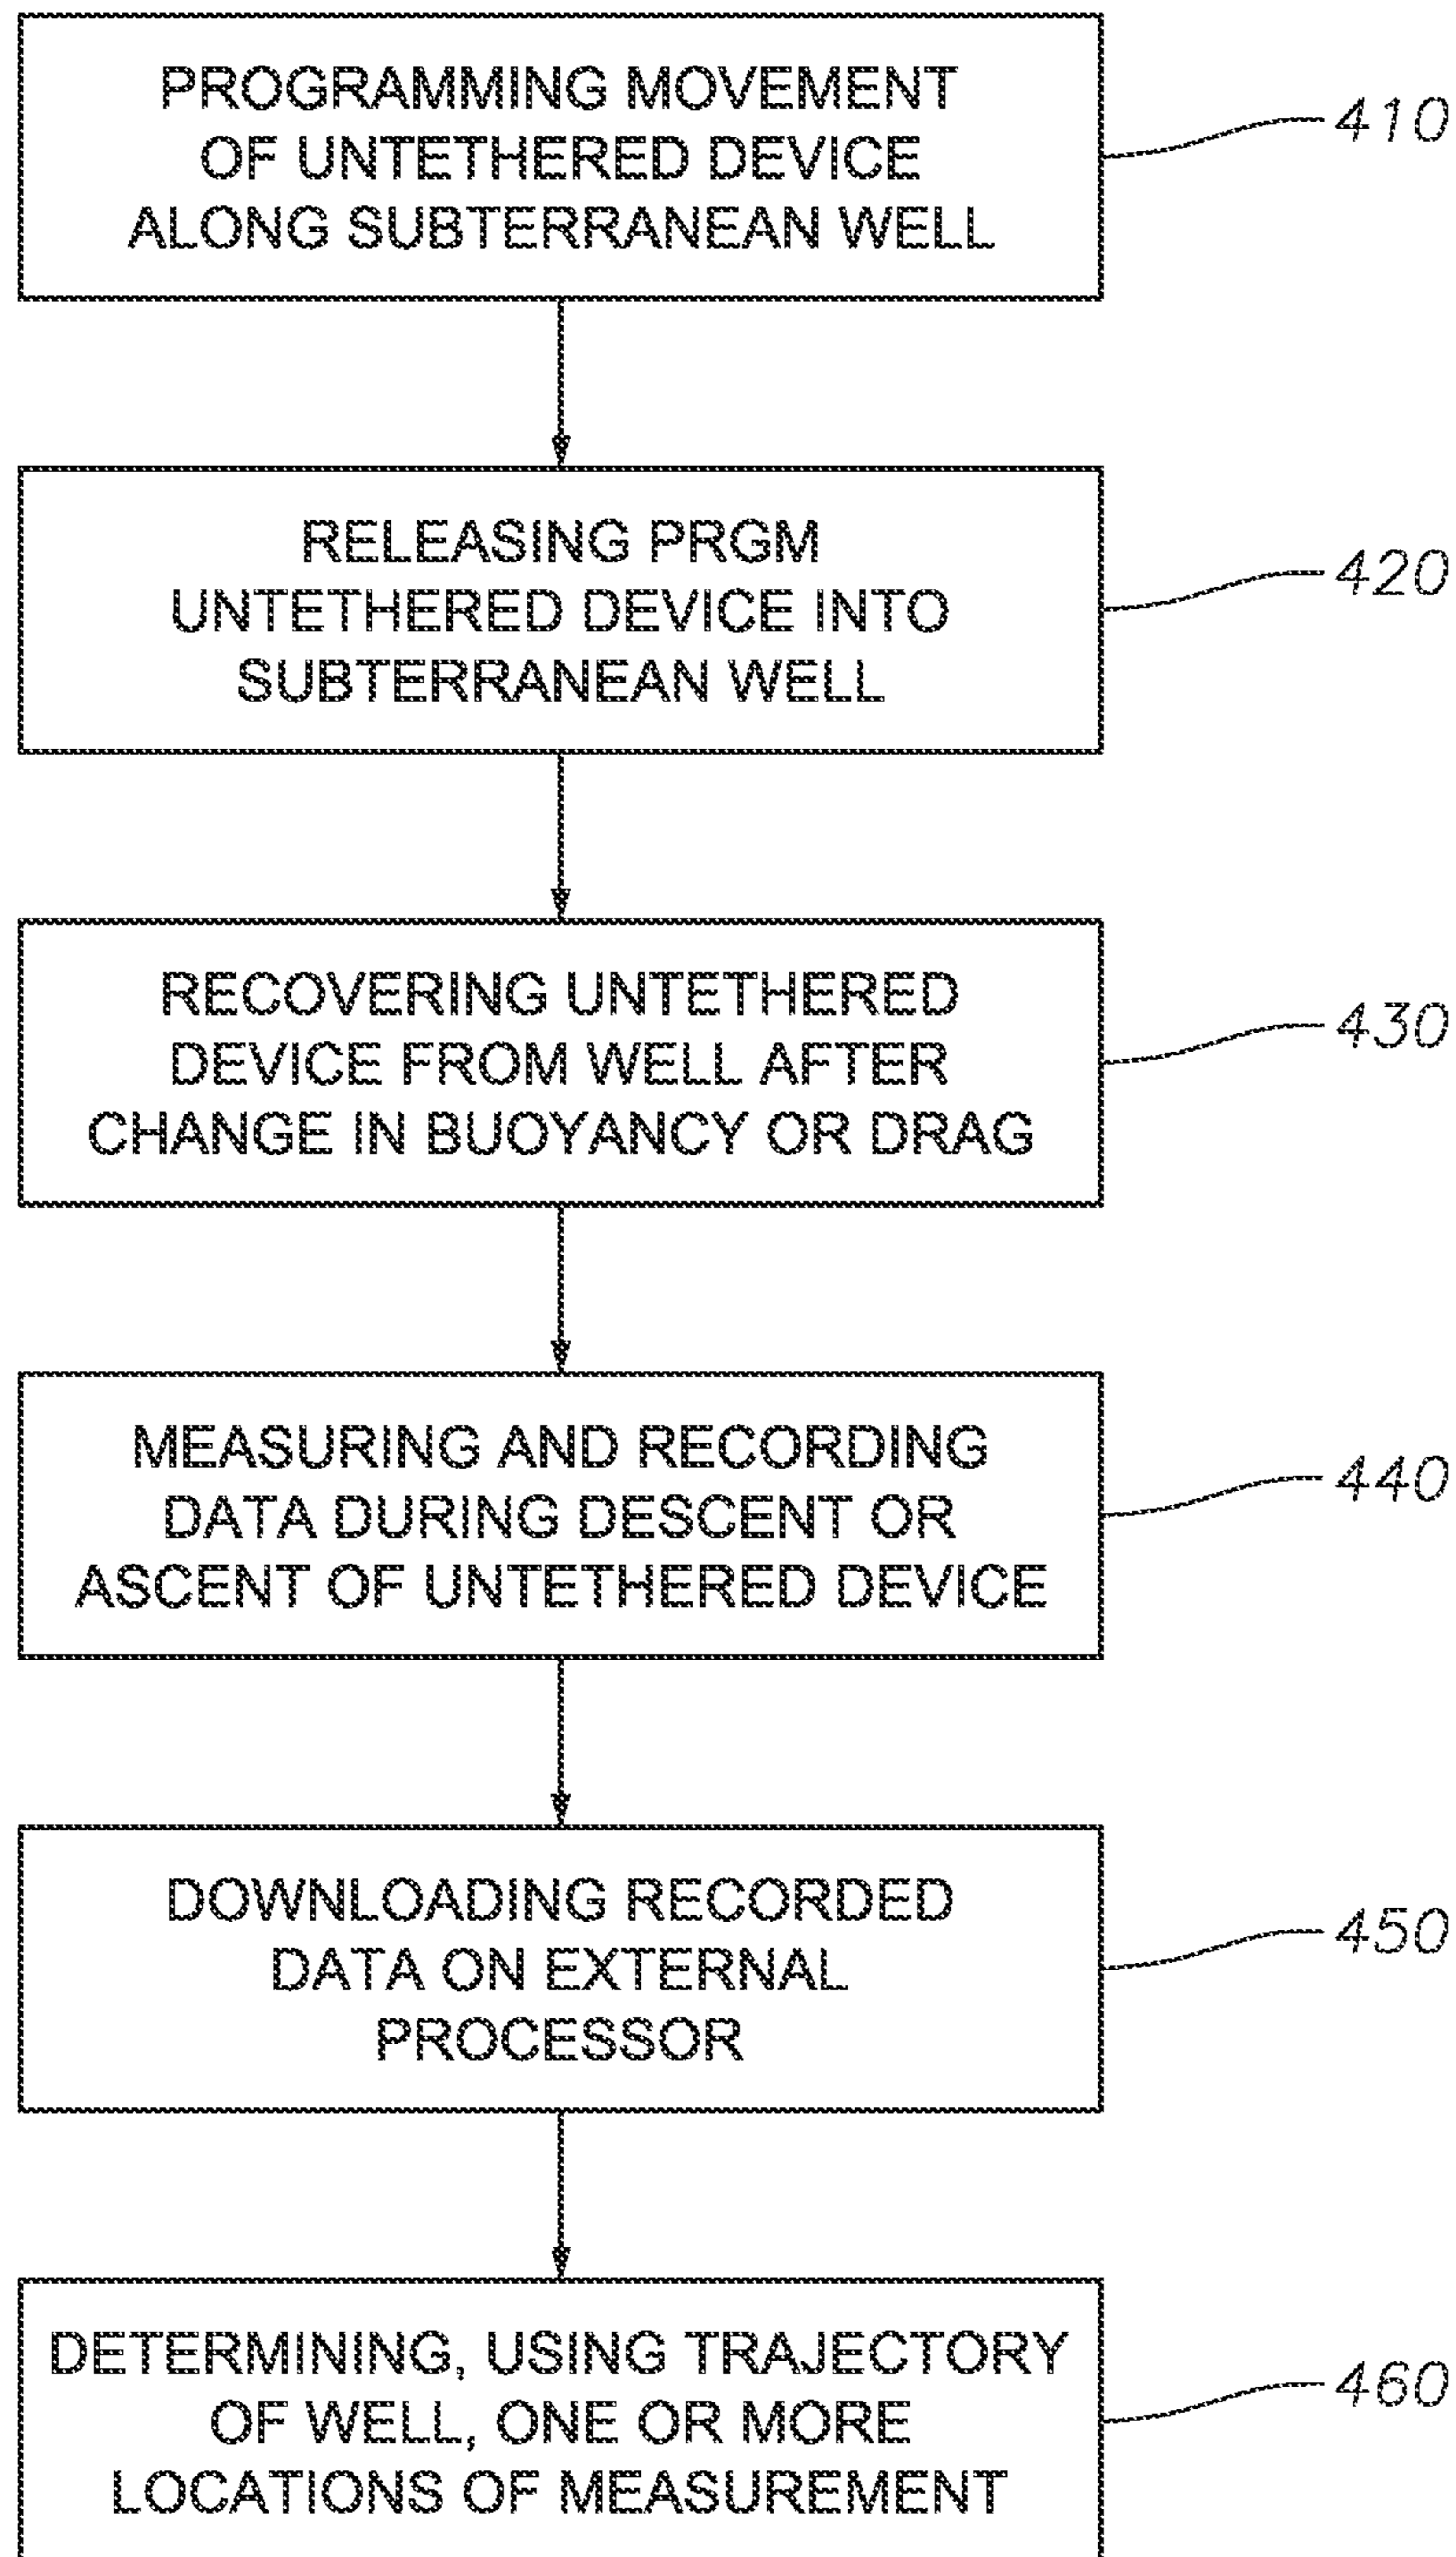 PROGRAMMING MOVEMENT
OF UNTETHERED DEVICE
ALONG SUBTERRANEAN WELL
410
RELEASING PRGM
UNTETHERED DEVICE INTO
SUBTERRANEAN WELL
420
RECOVERING UNTETHERED
DEVICE FROM WELL AFTER
CHANGE IN BUOYANCY OR DRAG
430
MEASURING AND RECORDING
DATA DURING DESCENT OR
ASCENT OF UNTETHERED DEVICE
440
DOWNLOADING RECORDED
DATA ON EXTERNAL
PROCESSOR
450
DETERMINING, USING TRAJECTORY
OF WELL, ONE OR MORE
LOCATIONS OF MEASUREMENT
460